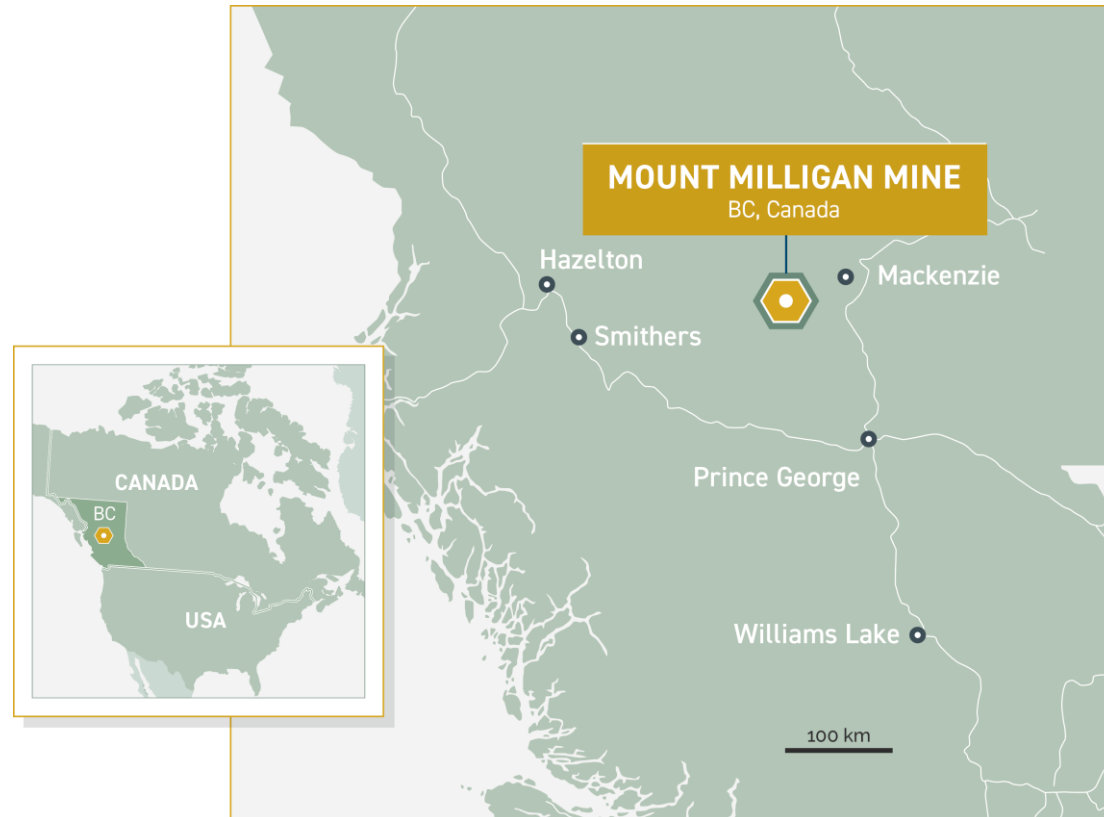 MOUNT MILLIGAN MINE
BC, Canada
Hazelton
Mackenzie
Smithers
Prince George
Williams Lake
100 km
CANADA
BC
USA